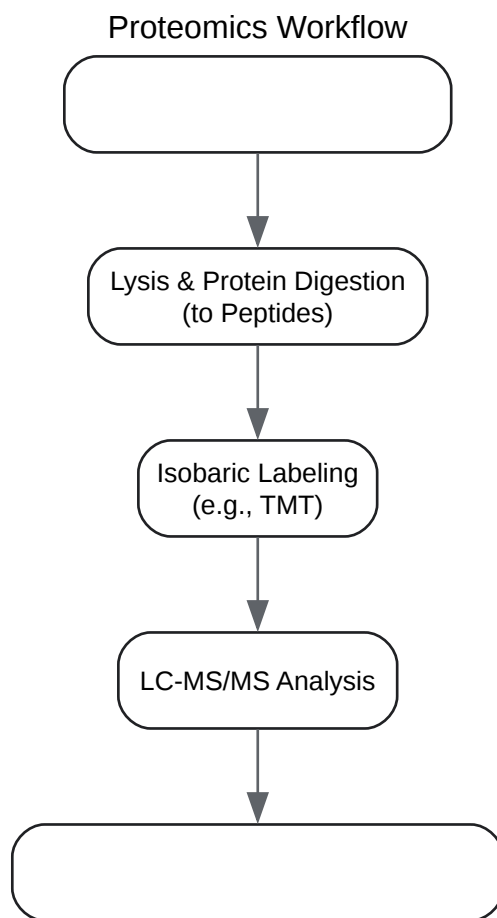 Proteomics Workflow
Lysis & Protein Digestion
(to Peptides)
Isobaric Labeling
(e.g., TMT)
LC-MS/MS Analysis